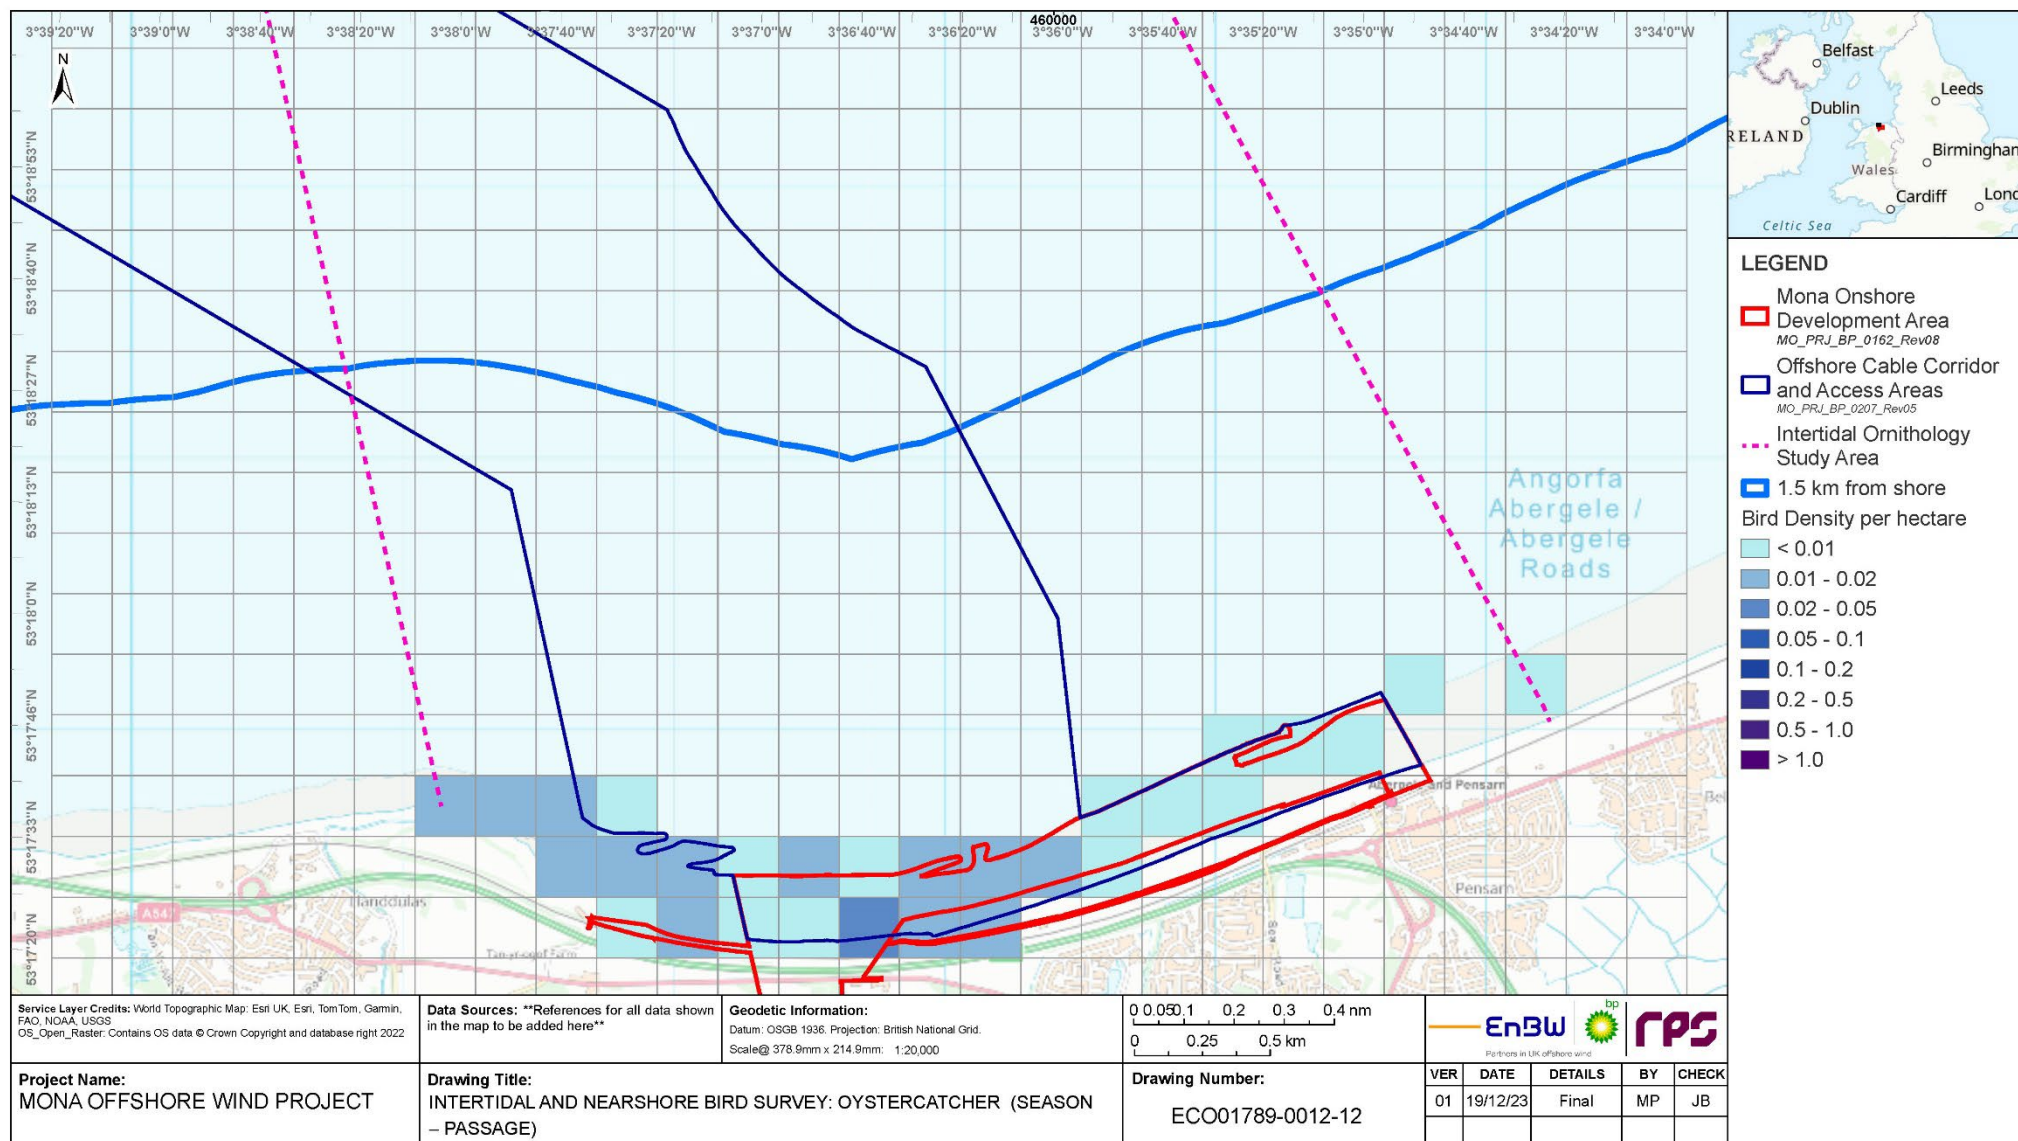 460000
3°39'20"W 3°39'0"W 3°38'40"W 3°38'20"W 3°38'0"W 3°37'40"W 3°37'20"W 3°37'0"W 3°36'40"W 3°36'20"W 3°36'0"W 3°35'40"W 3°35'20"W 3°35'0"W 3°34'40"W 3°34'20"W 3°34'0"W
N
53°18'53"N
53°18'40"N
53°18'27"N
53°18'13"N
53°18'0"N
53°17'46"N
53°17'33"N
53°17'20"N
Angorfa
Abergele /
Abergele
Roads
Abergele and Pensarn
Pensarn
Llanddulas
A547
Belfast
Leeds
Dublin
RELAND
Birmingham
Wales
Cardiff
Lond
Celtic Sea
LEGEND
Mona Onshore
Development Area
MO_PRJ_BP_0162_Rev08
Offshore Cable Corridor
and Access Areas
MO_PRJ_BP_0207_Rev05
Intertidal Ornithology
Study Area
1.5 km from shore
Bird Density per hectare
< 0.01
0.01 - 0.02
0.02 - 0.05
0.05 - 0.1
0.1 - 0.2
0.2 - 0.5
0.5 - 1.0
> 1.0
Service Layer Credits: World Topographic Map: Esri UK, Esri, TomTom, Garmin,
FAO, NOAA, USGS
OS_Open_Raster: Contains OS data © Crown Copyright and database right 2022
Data Sources: **References for all data shown
in the map to be added here**
Geodetic Information:
Datum: OSGB 1936. Projection: British National Grid.
Scale@ 378.9mm x 214.9mm: 1:20,000
0 0.05 0.1 0.2 0.3 0.4 nm
0 0.25 0.5 km
EnBW
Partners in UK offshore wind
bp
rps
Project Name:
MONA OFFSHORE WIND PROJECT
Drawing Title:
INTERTIDAL AND NEARSHORE BIRD SURVEY: OYSTERCATCHER (SEASON
– PASSAGE)
Drawing Number:
ECO01789-0012-12
VER DATE DETAILS BY CHECK
01 19/12/23 Final MP JB